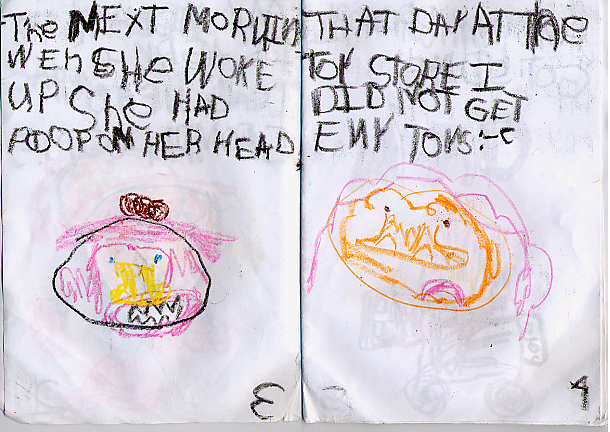 The NEXT MORNIN
WEN SHe WOKE
UP She HAD
POOP ON HER HEAD
3
THAT DAY AT The
TOY STORE I
DID NOT GET
ENY TOYS:-C
4